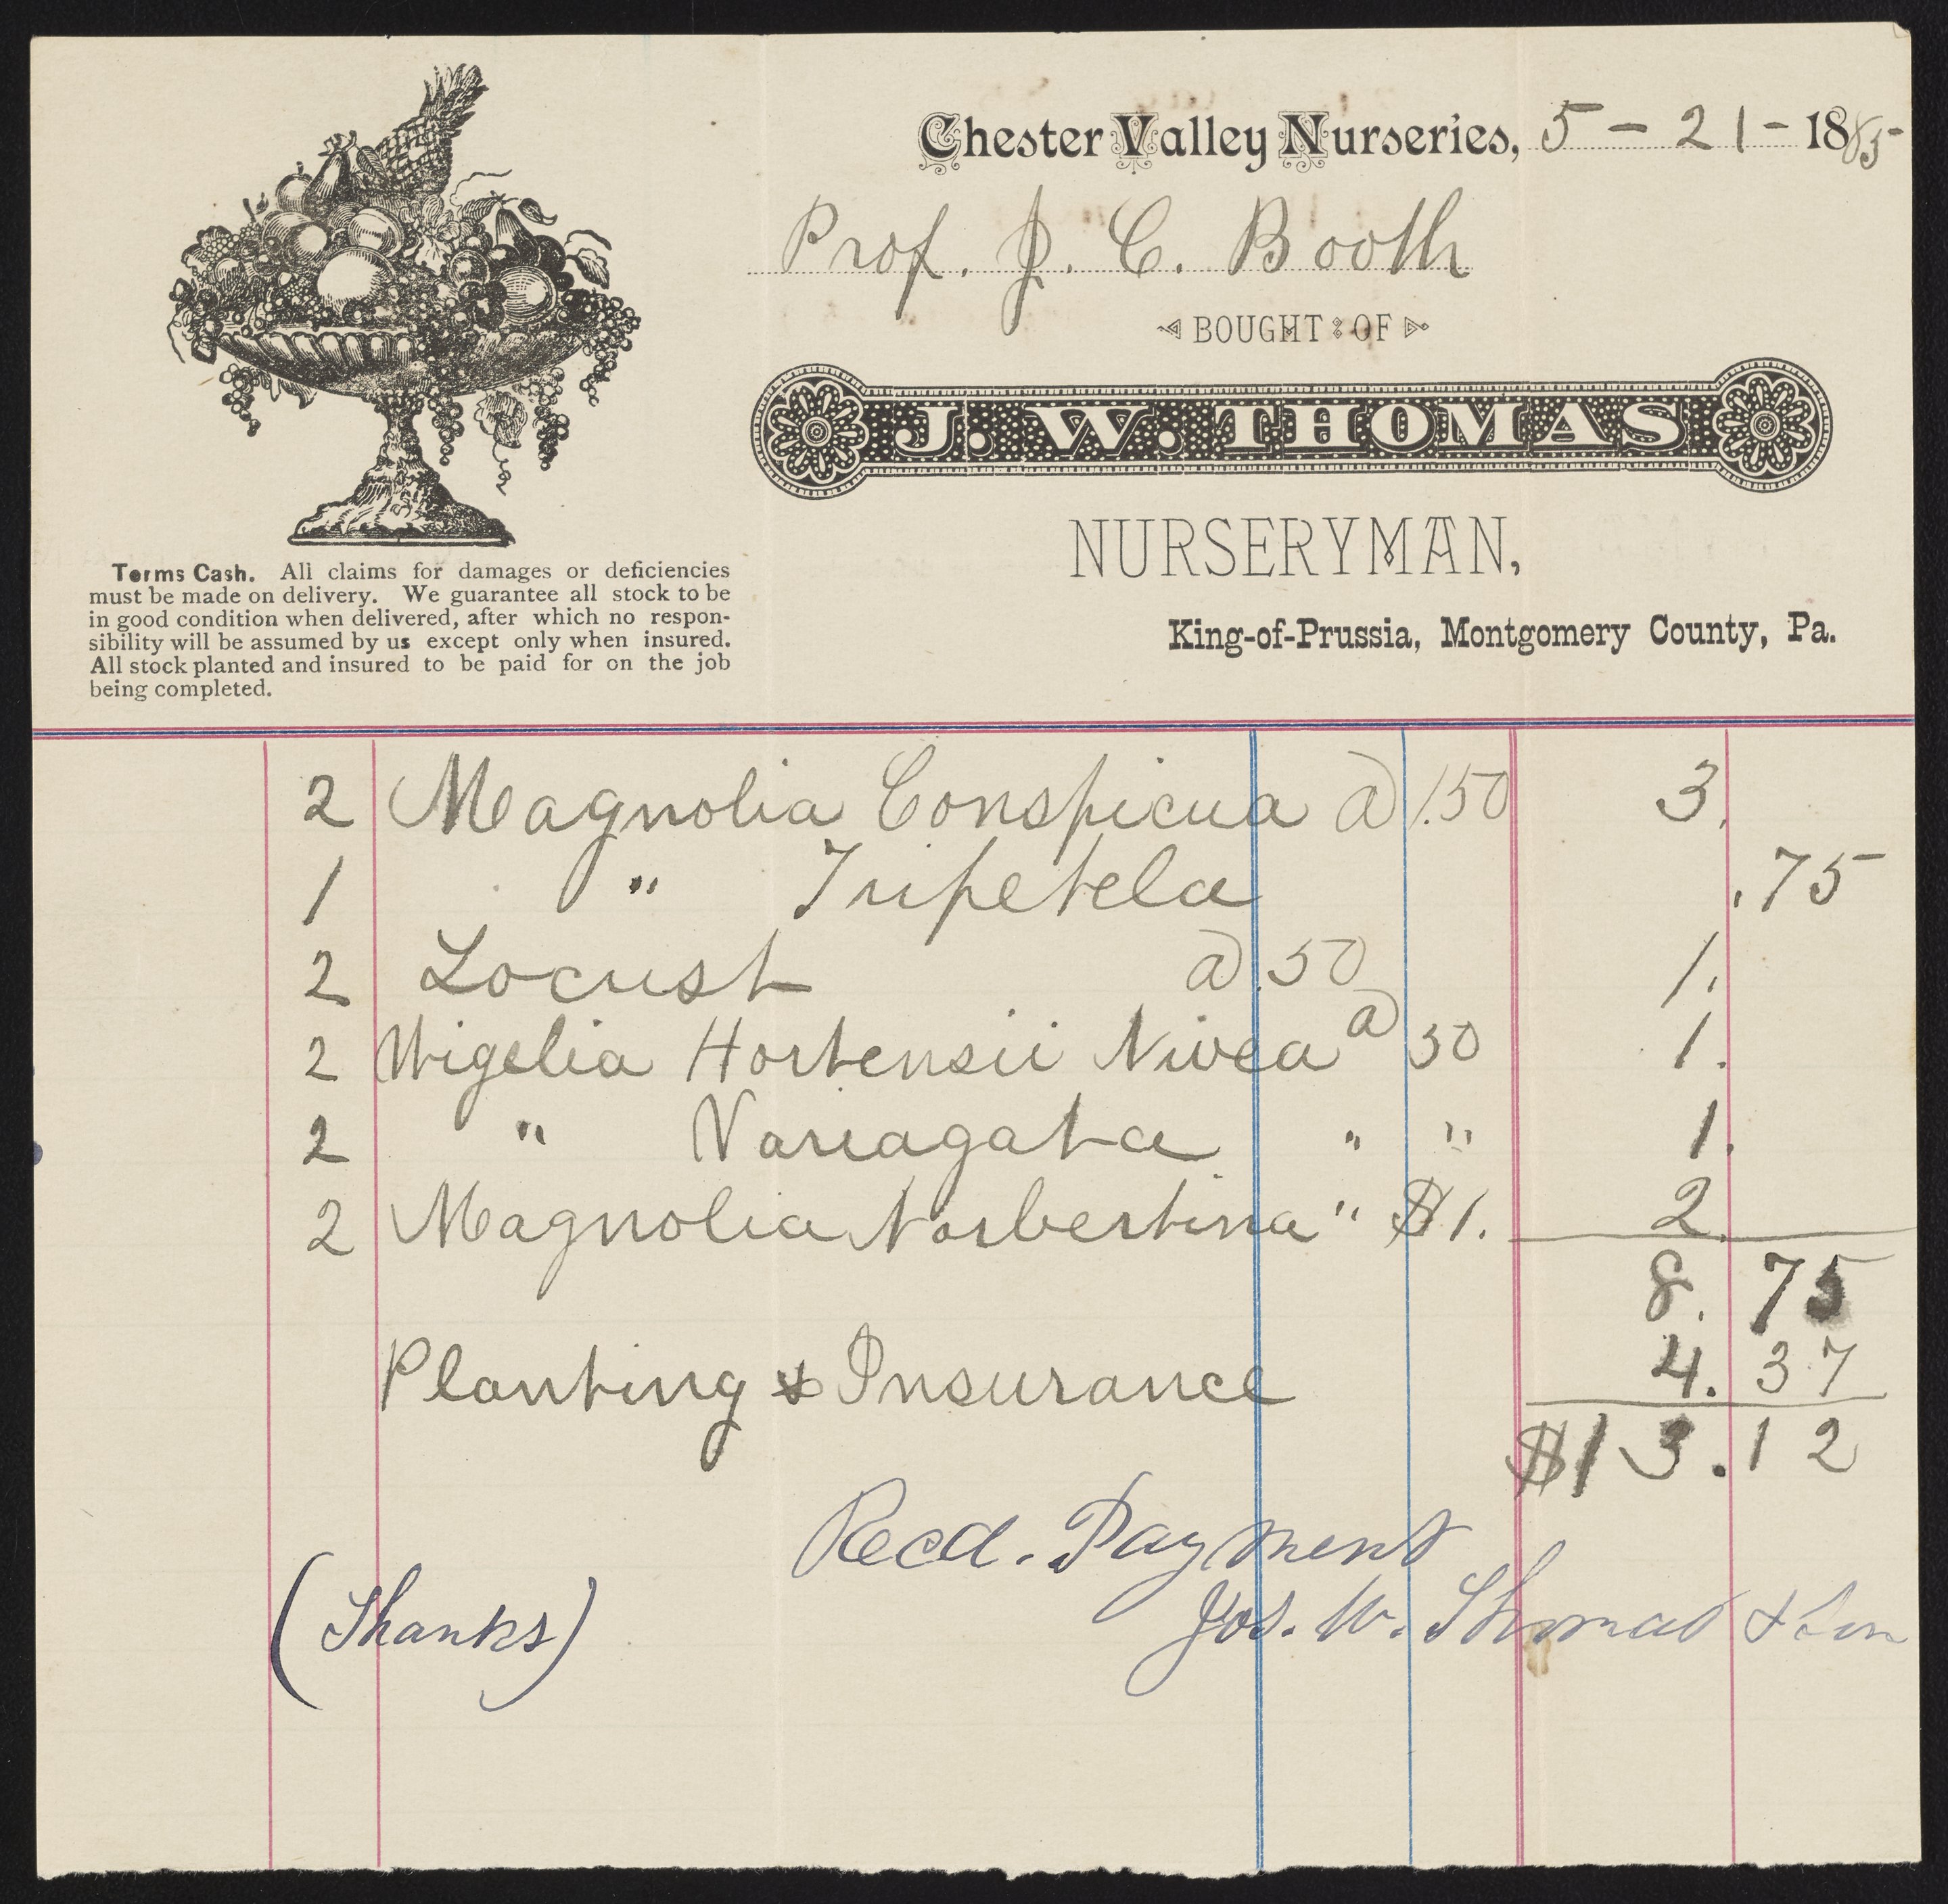 Chester Valley Nurseries, 5 - 21 - 1885
Prof. J. C. Booth
BOUGHT OF
J. W. THOMAS
NURSERYMAN,
King-of-Prussia, Montgomery County, Pa.
Terms Cash. All claims for damages or deficiencies
must be made on delivery. We guarantee all stock to be
in good condition when delivered, after which no respon-
sibility will be assumed by us except only when insured.
All stock planted and insured to be paid for on the job
being completed.
2 Magnolia Conspicua @ 1.50 3.
1 " Tripetela .75
2 Locust @ .50 1.
2 Wigelia Hortensii Nivea @ 50 1.
2 " Variagata " " 1.
2 Magnolia Norbertina " $1. 2.
8.75
Planting & Insurance 4.37
$13.12
Recd. Payment
Jos. W. Thomas & Son
(Thanks)